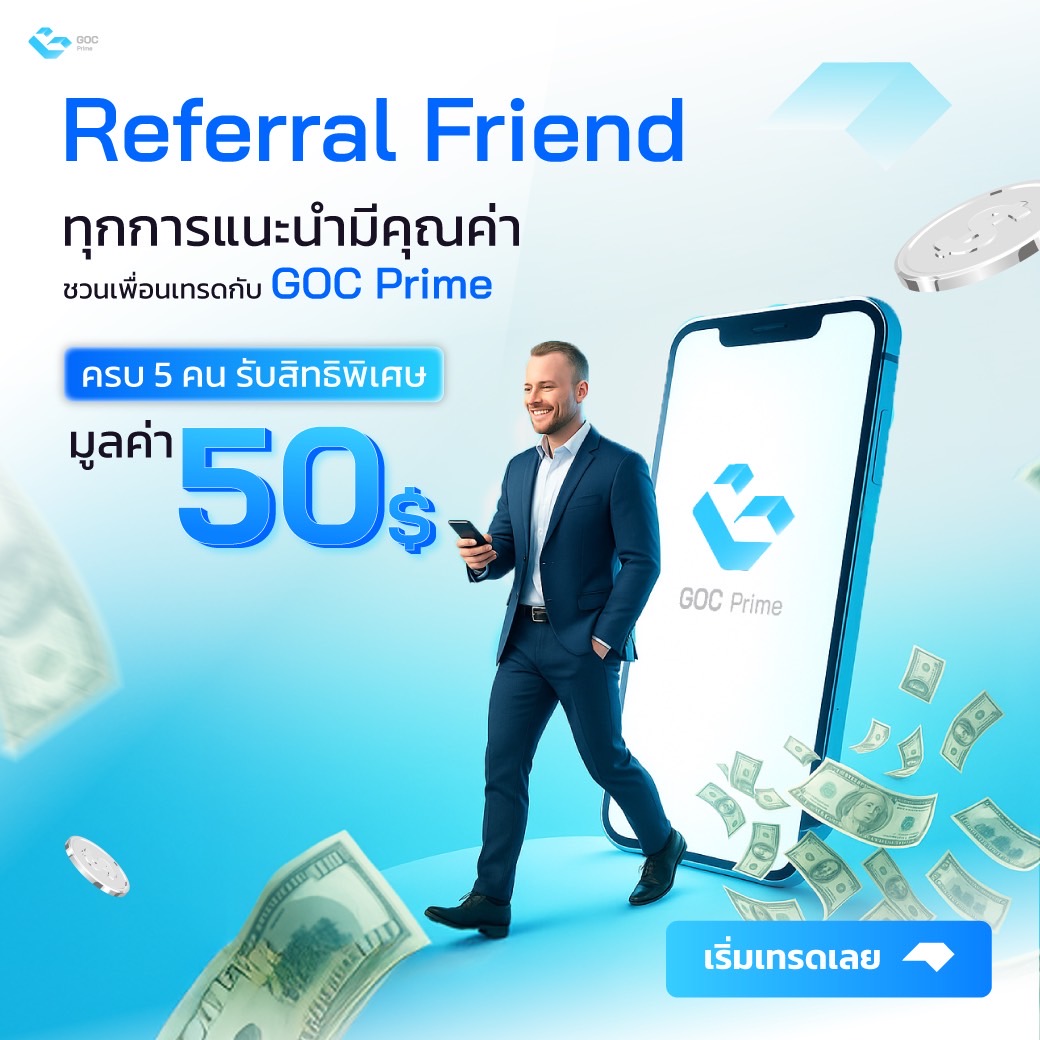 GOC
Prime
Referral Friend
ทุกการแนะนำมีคุณค่า
ชวนเพื่อนเทรดกับ GOC Prime
ครบ 5 คน รับสิทธิพิเศษ
มูลค่า 50$
GOC Prime
เริ่มเทรดเลย